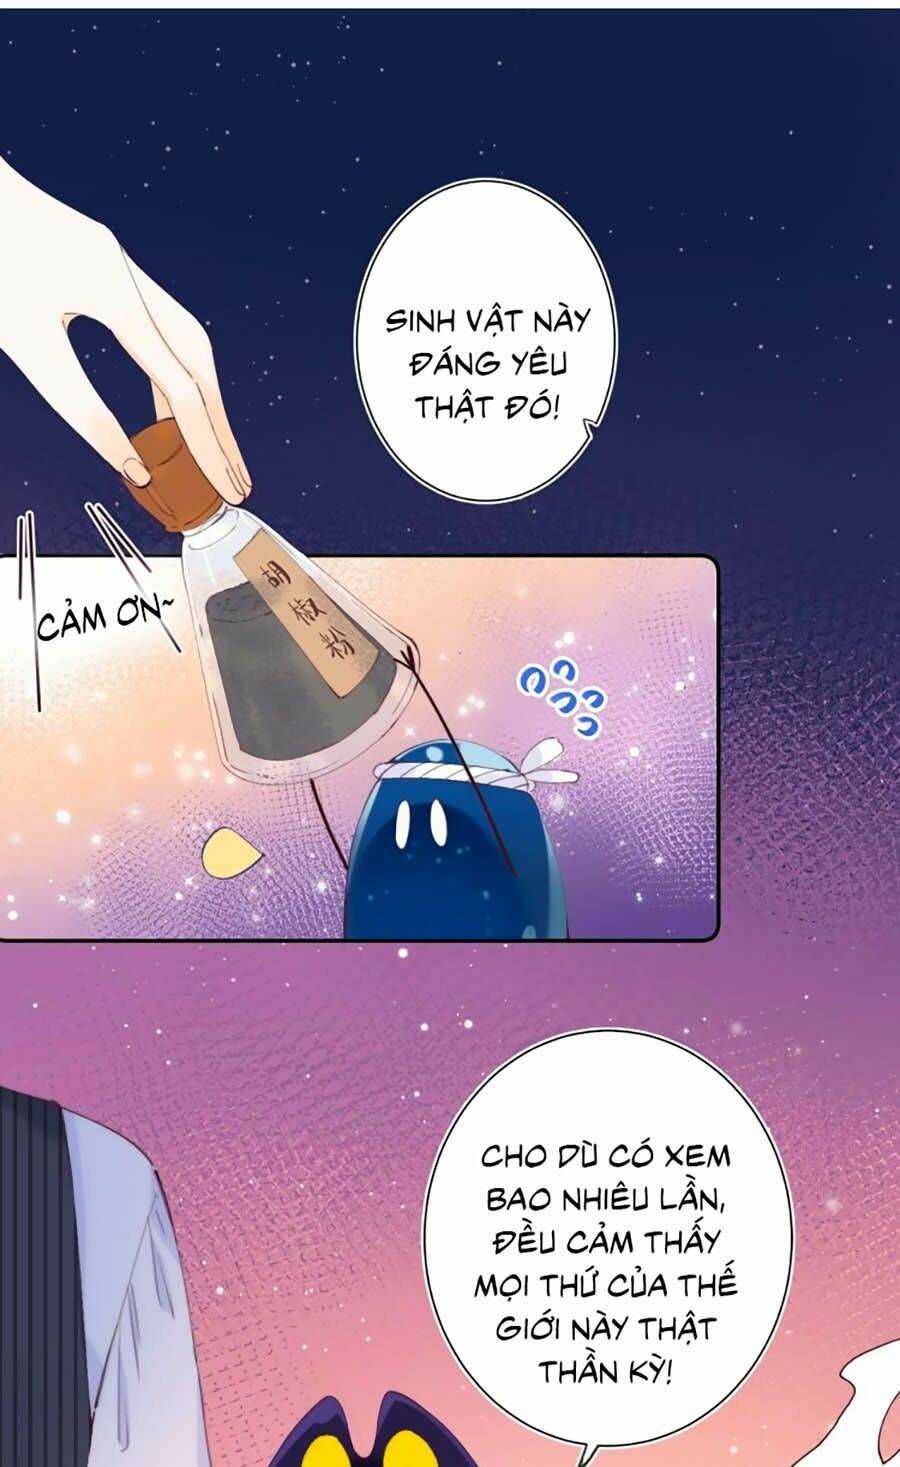 SINH VẬT NÀY
ĐÁNG YÊU
THẬT ĐÓ!
CẢM ƠN~
胡椒粉
CHO DÙ CÓ XEM
BAO NHIÊU LẦN,
ĐỀU CẢM THẤY
MỌI THỨ CỦA THẾ
GIỚI NÀY THẬT
THẦN KỲ!